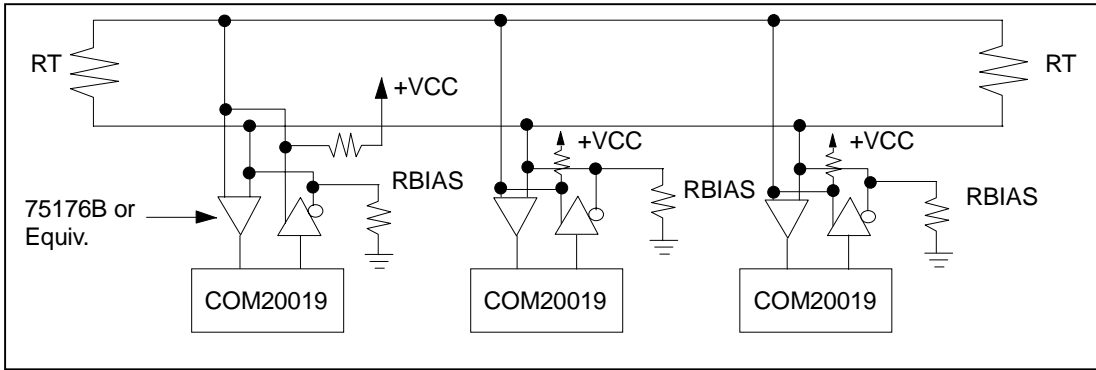 RT
RT
+VCC
+VCC
+VCC
RBIAS
RBIAS
RBIAS
75176B or
Equiv.
COM20019
COM20019
COM20019